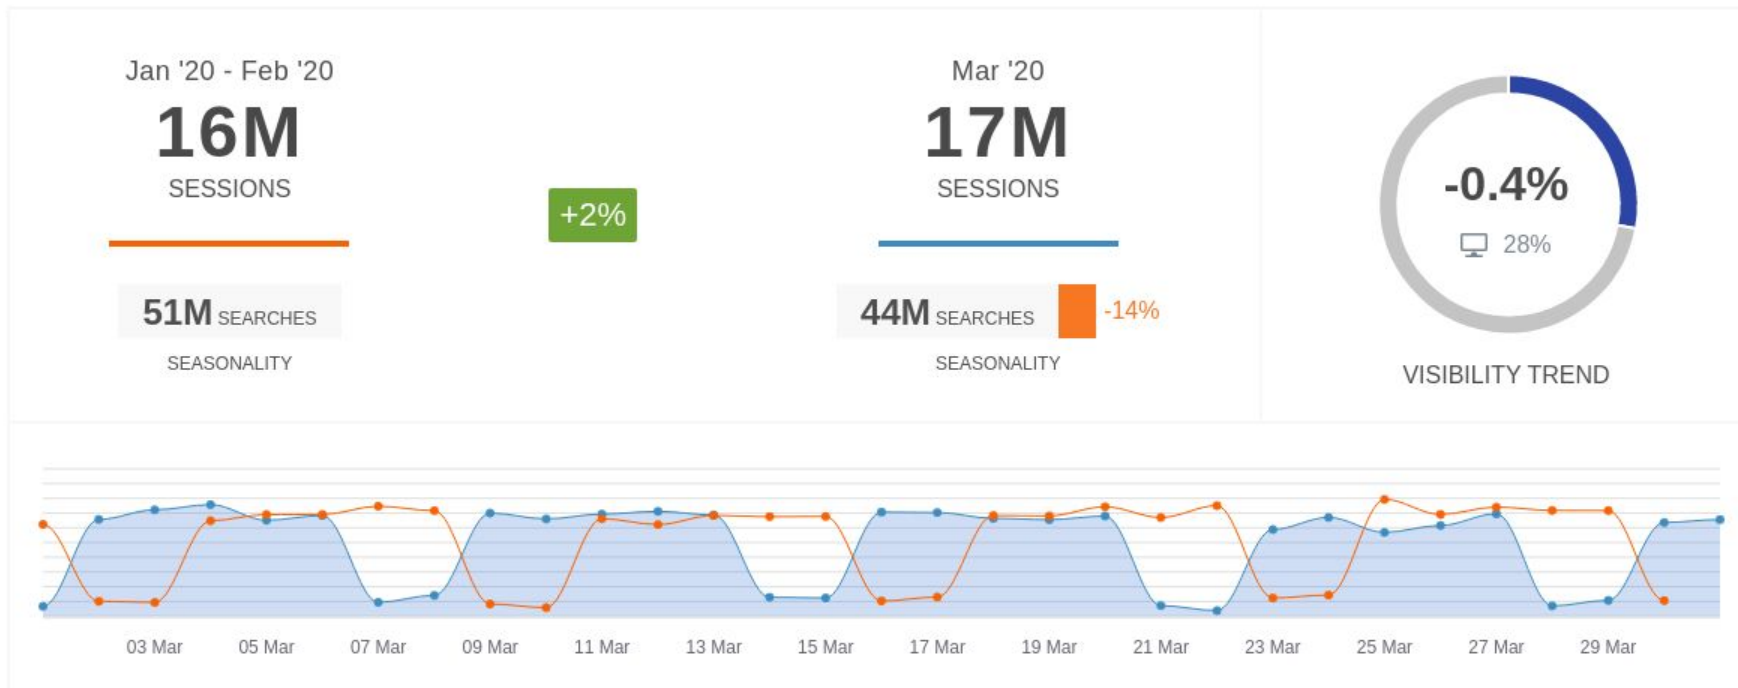 Jan '20 - Feb '20
16M
SESSIONS
51M SEARCHES
SEASONALITY
+2%
Mar '20
17M
SESSIONS
44M SEARCHES
-14%
SEASONALITY
-0.4%
28%
VISIBILITY TREND
03 Mar 05 Mar 07 Mar 09 Mar 11 Mar 13 Mar 15 Mar 17 Mar 19 Mar 21 Mar 23 Mar 25 Mar 27 Mar 29 Mar